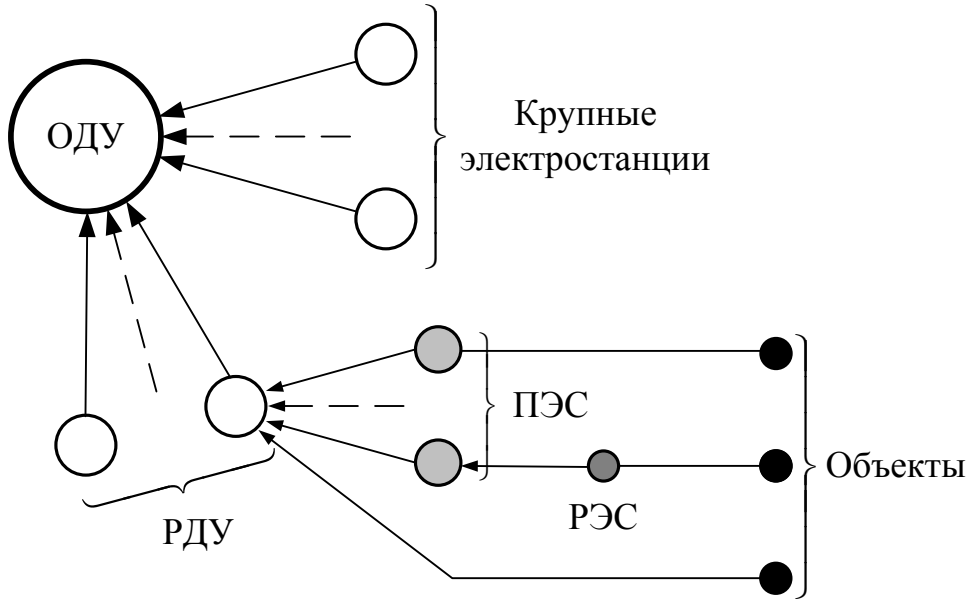 ОДУ
Крупные
электростанции
ПЭС
Объекты
РЭС
РДУ